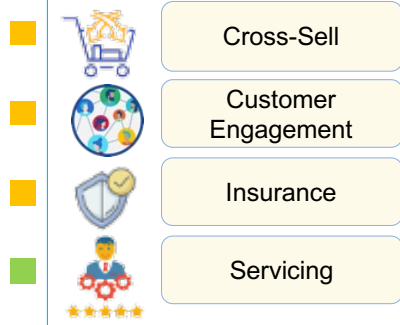 Cross-Sell
Customer
Engagement
Insurance
Servicing